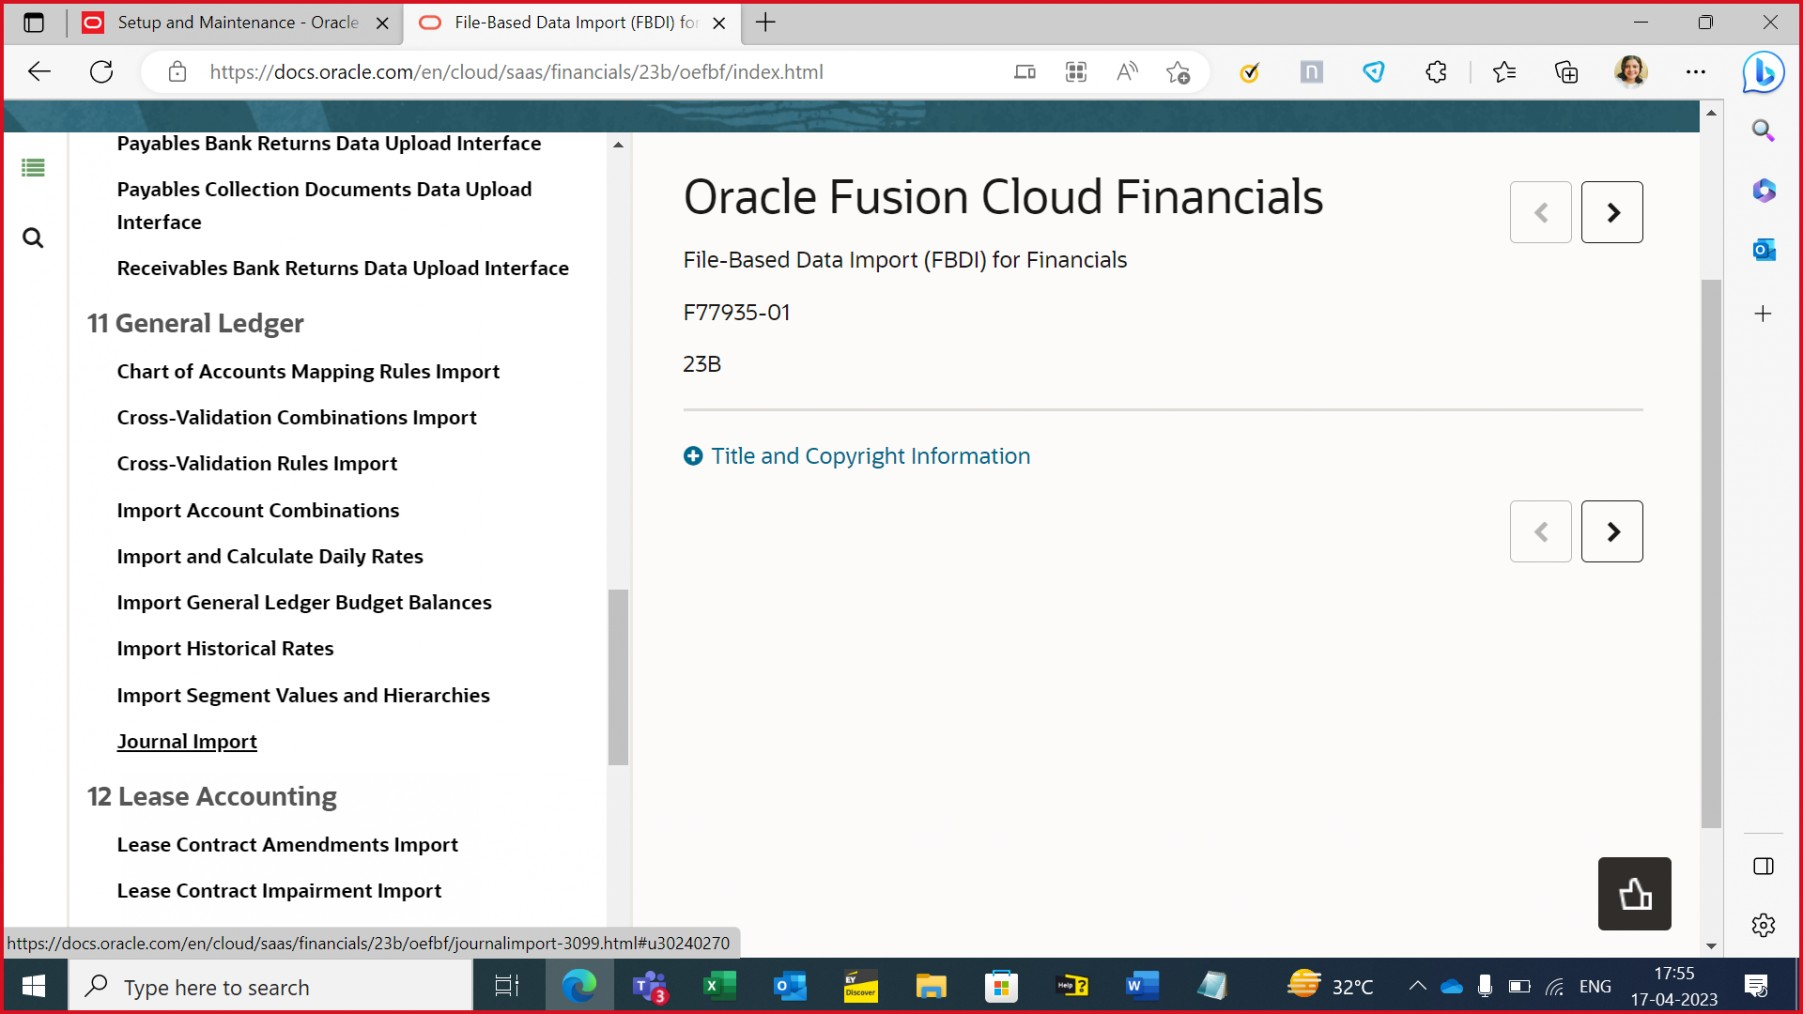 Setup and Maintenance - Oracle
File-Based Data Import (FBDI) for
https://docs.oracle.com/en/cloud/saas/financials/23b/oefbf/index.html
Payables Bank Returns Data Upload Interface
Payables Collection Documents Data Upload
Interface
Receivables Bank Returns Data Upload Interface
11 General Ledger
Chart of Accounts Mapping Rules Import
Cross-Validation Combinations Import
Cross-Validation Rules Import
Import Account Combinations
Import and Calculate Daily Rates
Import General Ledger Budget Balances
Import Historical Rates
Import Segment Values and Hierarchies
Journal Import
12 Lease Accounting
Lease Contract Amendments Import
Lease Contract Impairment Import
Oracle Fusion Cloud Financials
File-Based Data Import (FBDI) for Financials
F77935-01
23B
Title and Copyright Information
https://docs.oracle.com/en/cloud/saas/financials/23b/oefbf/journalimport-3099.html#u30240270
Type here to search
3
EY
Discover
Help ?
32°C
ENG
17:55
17-04-2023